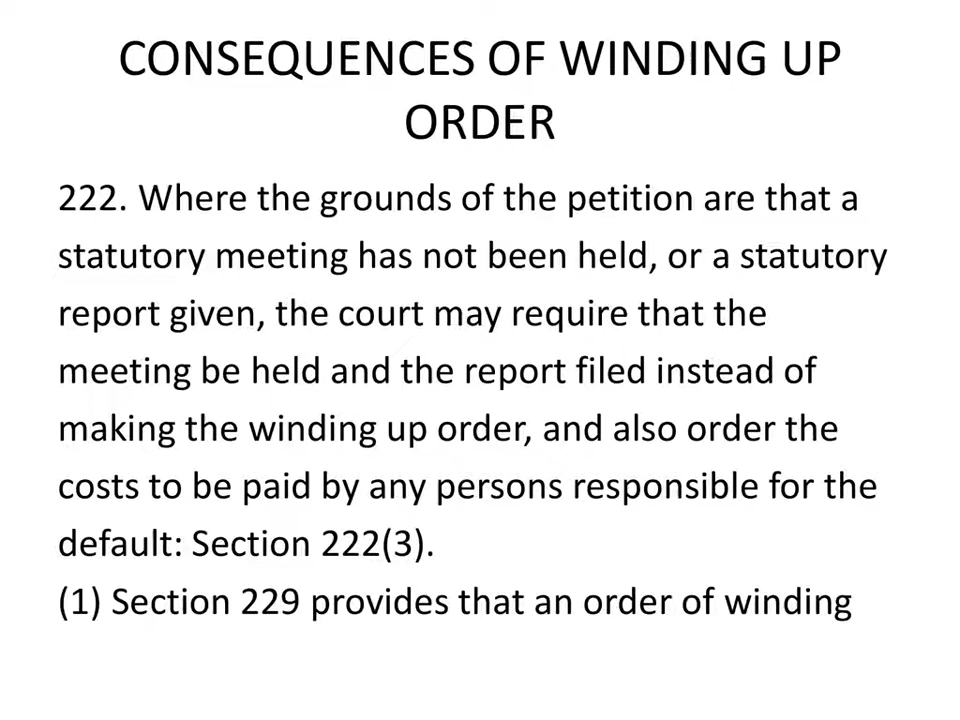 CONSEQUENCES OF WINDING UP
ORDER
222. Where the grounds of the petition are that a
statutory meeting has not been held, or a statutory
report given, the court may require that the
meeting be held and the report filed instead of
making the winding up order, and also order the
costs to be paid by any persons responsible for the
default: Section 222(3).
(1) Section 229 provides that an order of winding